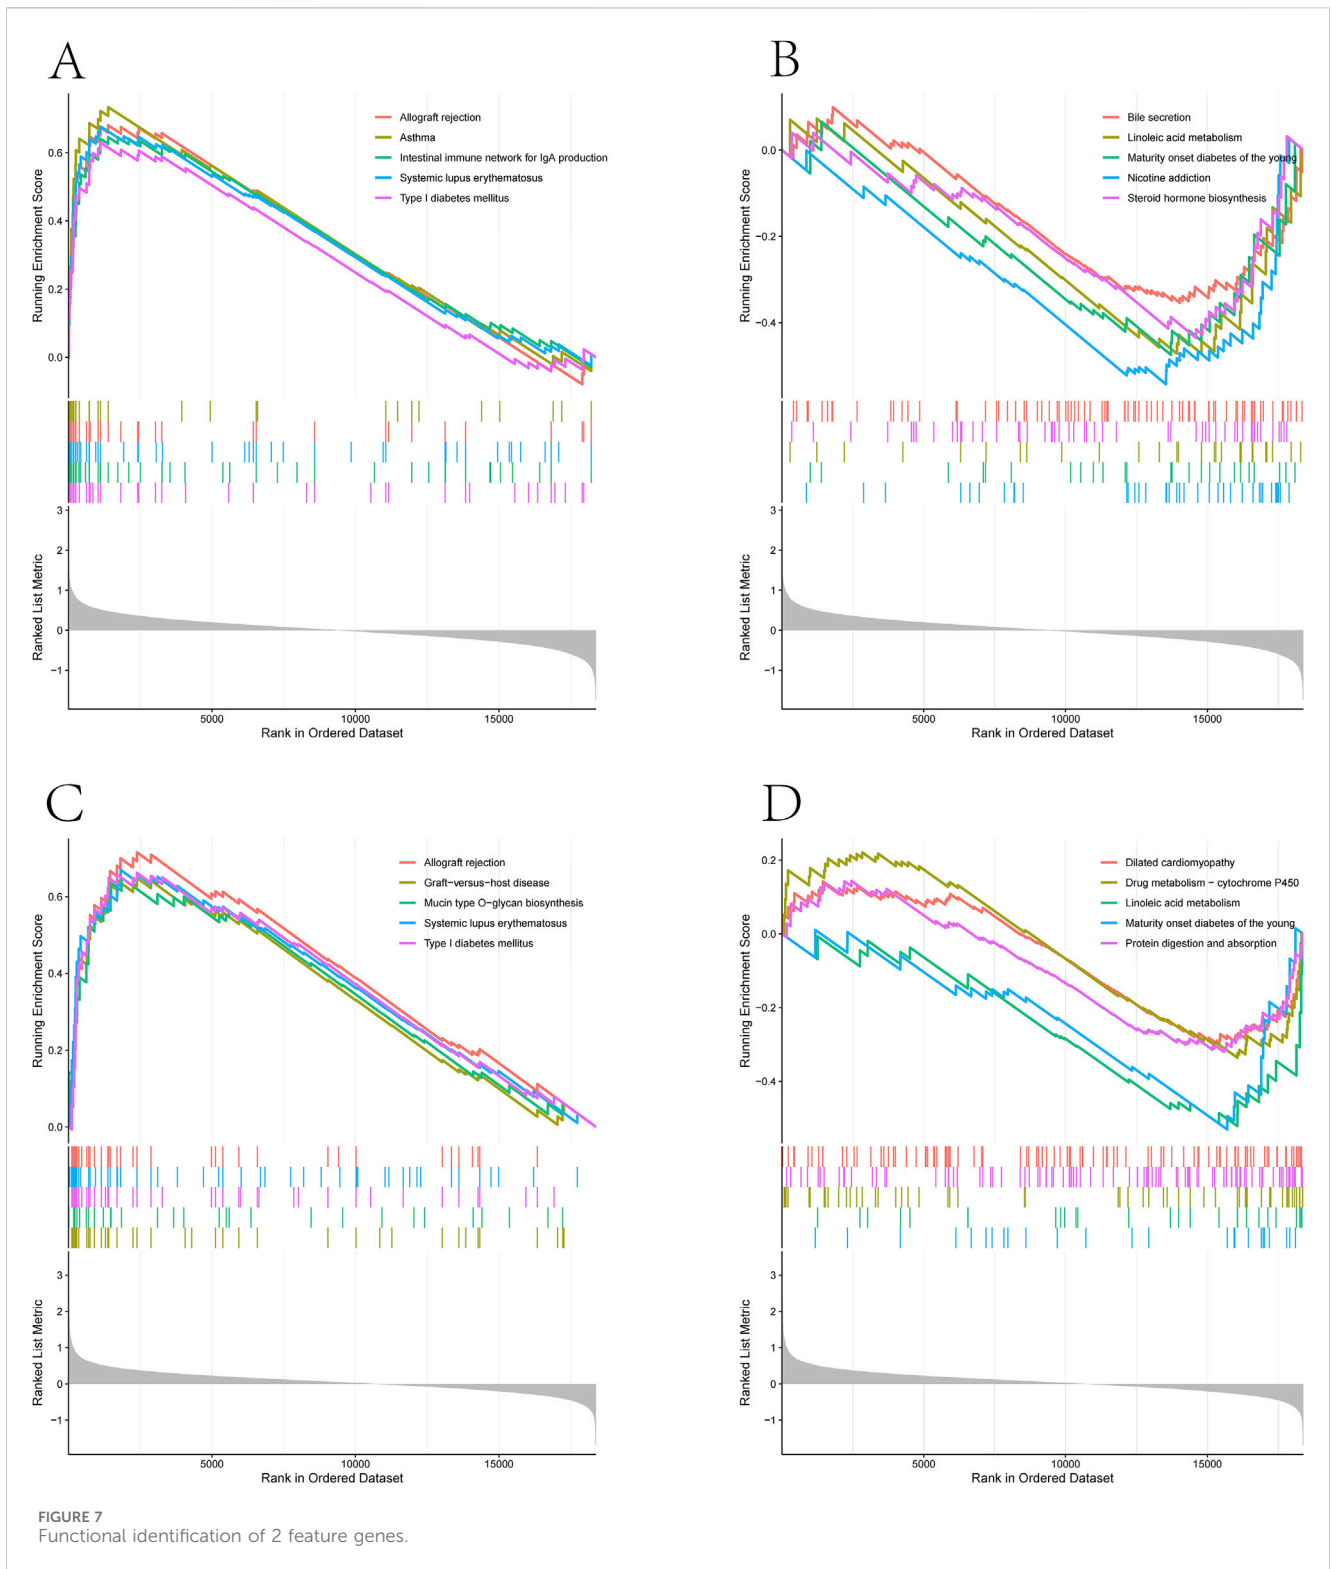 A
Running Enrichment Score
0.6
0.4
0.2
0.0
Allograft rejection
Asthma
Intestinal immune network for IgA production
Systemic lupus erythematosus
Type I diabetes mellitus
Ranked List Metric
3
2
1
0
−1
5000 10000 15000
Rank in Ordered Dataset
B
Running Enrichment Score
0.0
−0.2
−0.4
Bile secretion
Linoleic acid metabolism
Maturity onset diabetes of the young
Nicotine addiction
Steroid hormone biosynthesis
Ranked List Metric
3
2
1
0
−1
5000 10000 15000
Rank in Ordered Dataset
C
Running Enrichment Score
0.6
0.4
0.2
0.0
Allograft rejection
Graft−versus−host disease
Mucin type O−glycan biosynthesis
Systemic lupus erythematosus
Type I diabetes mellitus
Ranked List Metric
3
2
1
0
−1
5000 10000 15000
Rank in Ordered Dataset
D
Running Enrichment Score
0.2
0.0
−0.2
−0.4
Dilated cardiomyopathy
Drug metabolism − cytochrome P450
Linoleic acid metabolism
Maturity onset diabetes of the young
Protein digestion and absorption
Ranked List Metric
3
2
1
0
−1
5000 10000 15000
Rank in Ordered Dataset
FIGURE 7
Functional identification of 2 feature genes.